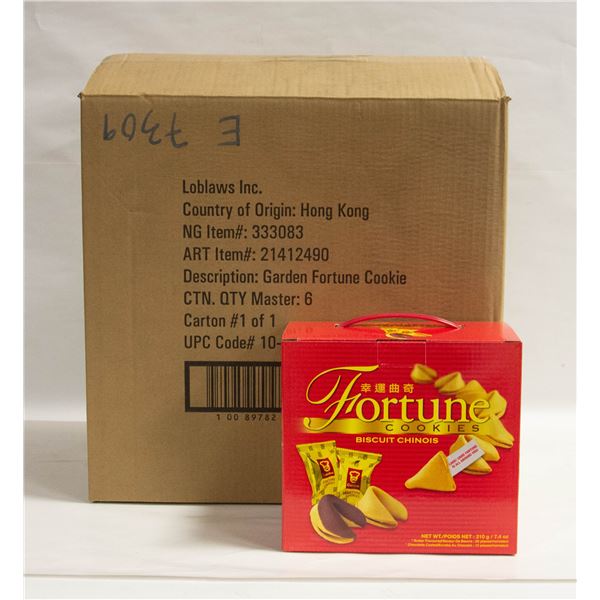 E 7309
Loblaws Inc.
Country of Origin: Hong Kong
NG Item#: 333083
ART Item#: 21412490
Description: Garden Fortune Cookie
CTN. QTY Master: 6
Carton #1 of 1
UPC Code# 10-
1 00 89782
幸運曲奇
Fortune
COOKIES
BISCUIT CHINOIS
NET WT./POIDS NET : 210 g / 7.4 oz